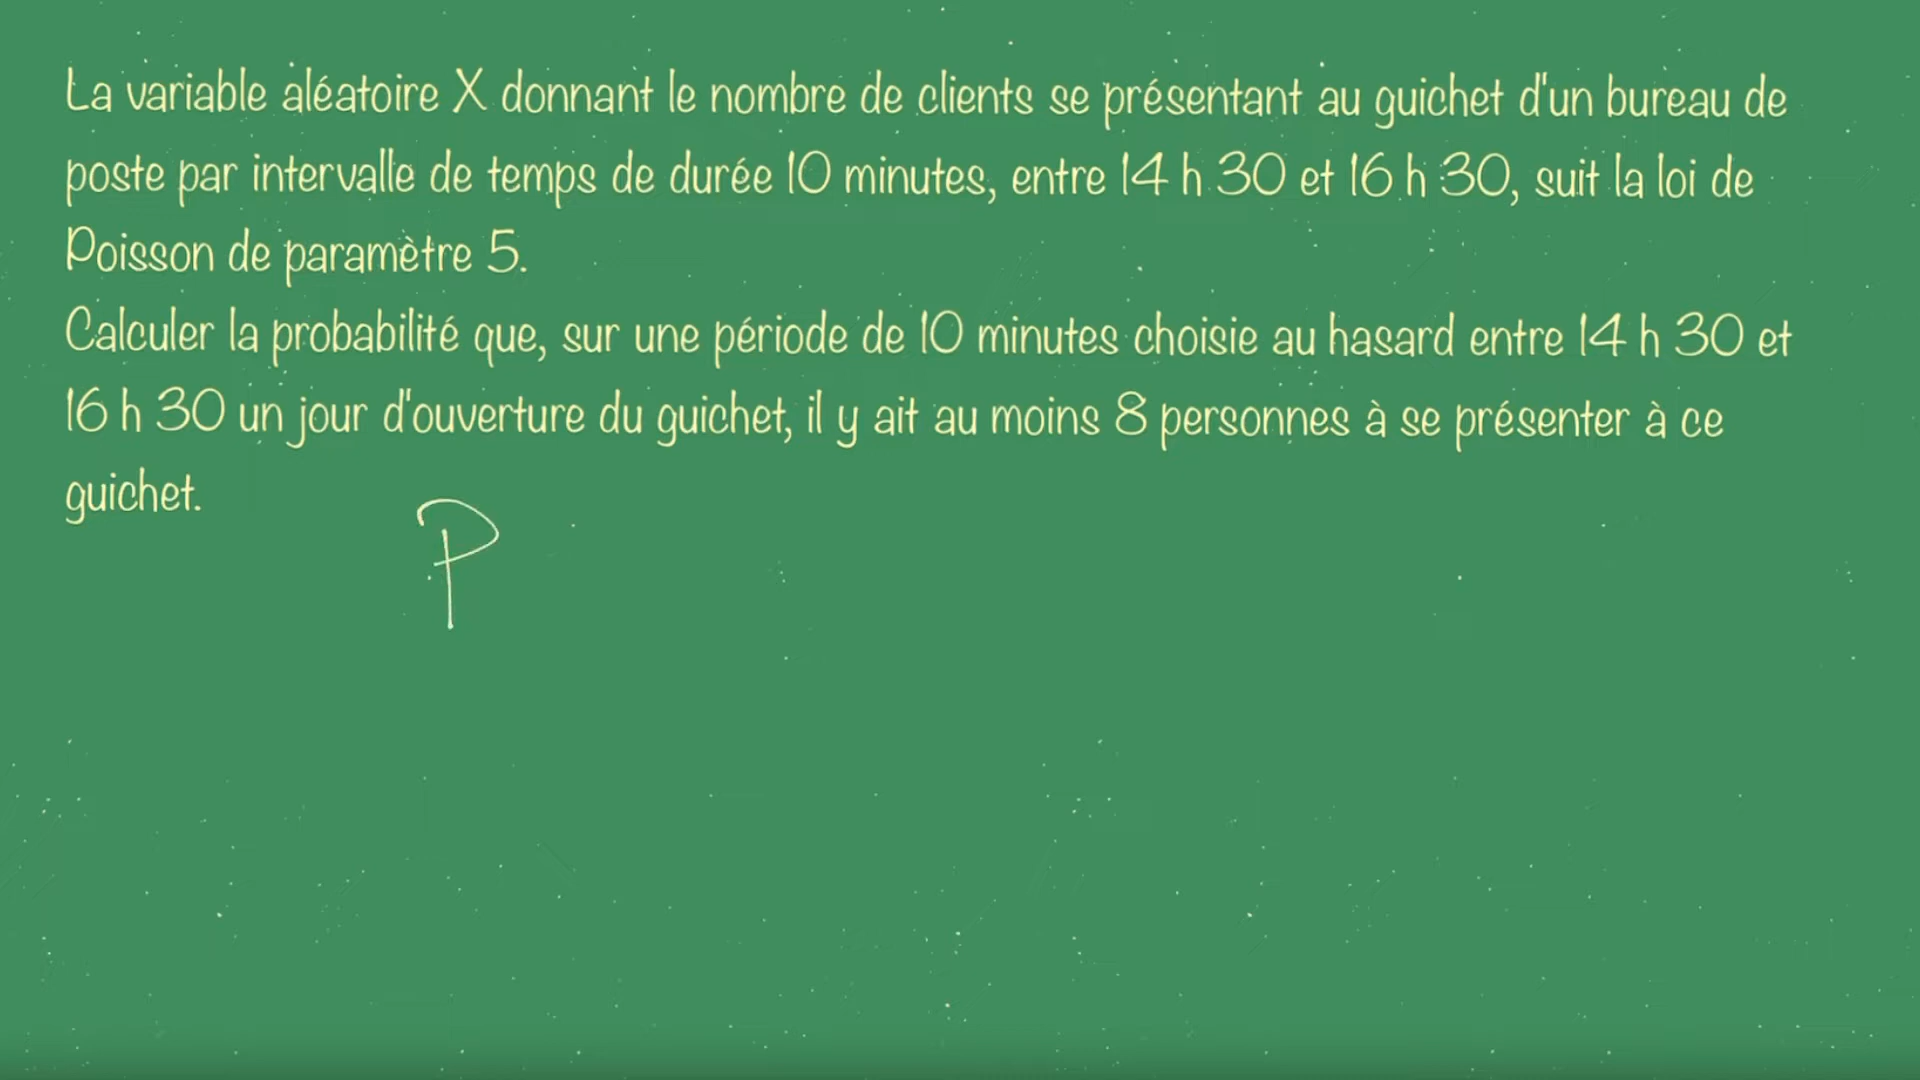 La variable aléatoire X donnant le nombre de clients se présentant au guichet d'un bureau de
poste par intervalle de temps de durée 10 minutes, entre 14 h 30 et 16 h 30, suit la loi de
Poisson de paramètre 5.
Calculer la probabilité que, sur une période de 10 minutes choisie au hasard entre 14 h 30 et
16 h 30 un jour d'ouverture du guichet, il y ait au moins 8 personnes à se présenter à ce
guichet.
P